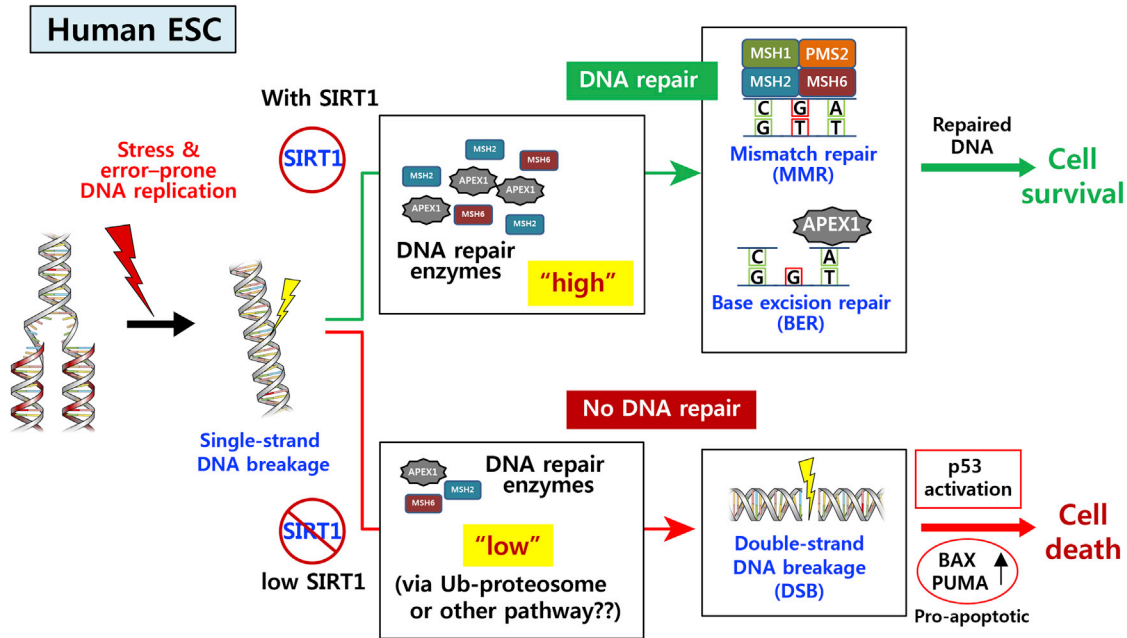 Human ESC
Stress &
error–prone
DNA replication
Single-strand
DNA breakage
With SIRT1
SIRT1
MSH2
MSH6
MSH2
APEX1
APEX1
APEX1
MSH6
MSH2
DNA repair
enzymes
“high”
DNA repair
MSH1
PMS2
MSH2
MSH6
C G A
G T T
Mismatch repair
(MMR)
APEX1
C A
G G T
Base excision repair
(BER)
Repaired
DNA
Cell
survival
SIRT1
low SIRT1
APEX1
MSH2
MSH6
DNA repair
enzymes
“low”
(via Ub-proteosome
or other pathway??)
No DNA repair
Double-strand
DNA breakage
(DSB)
p53
activation
BAX
PUMA
Pro-apoptotic
Cell
death